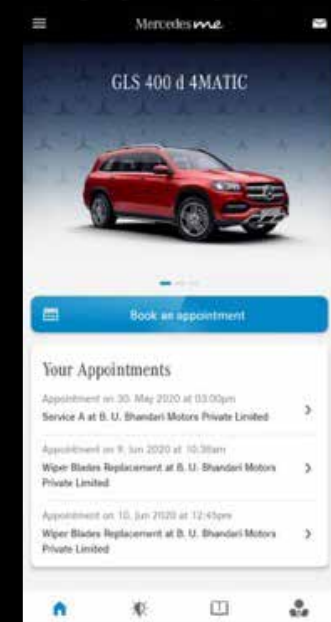 Mercedes me
GLS 400 d 4MATIC
Book an appointment
Your Appointments
Appointment on 30. May 2020 at 03:00pm
Service A at B. U. Bhandari Motors Private Limited
Appointment on 9. Jun 2020 at 10:30am
Wiper Blades Replacement at B. U. Bhandari Motors
Private Limited
Appointment on 10. Jun 2020 at 12:45pm
Wiper Blades Replacement at B. U. Bhandari Motors
Private Limited